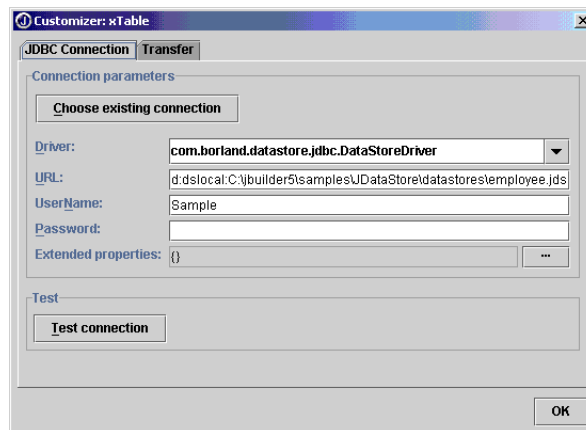 Customizer: xTable
JDBC Connection Transfer
Connection parameters
Choose existing connection
Driver: com.borland.datastore.jdbc.DataStoreDriver
URL: d:dslocal:C:\jbuilder5\samples\JDataStore\datastores\employee.jds
UserName: Sample
Password:
Extended properties: {} ...
Test
Test connection
OK